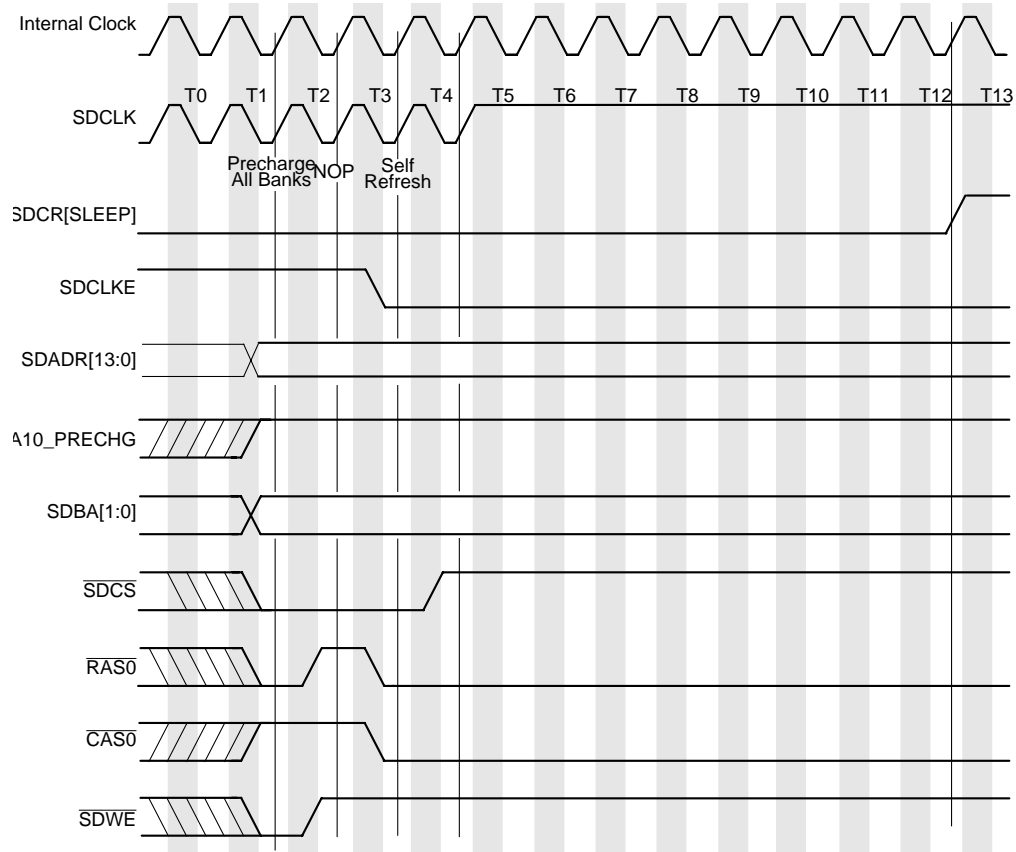 Internal Clock
T0 T1 T2 T3 T4 T5 T6 T7 T8 T9 T10 T11 T12 T13
SDCLK
Precharge All Banks
NOP
Self Refresh
SDCR[SLEEP]
SDCLKE
SDADR[13:0]
A10_PRECHG
SDBA[1:0]
SDCS
RAS0
CAS0
SDWE